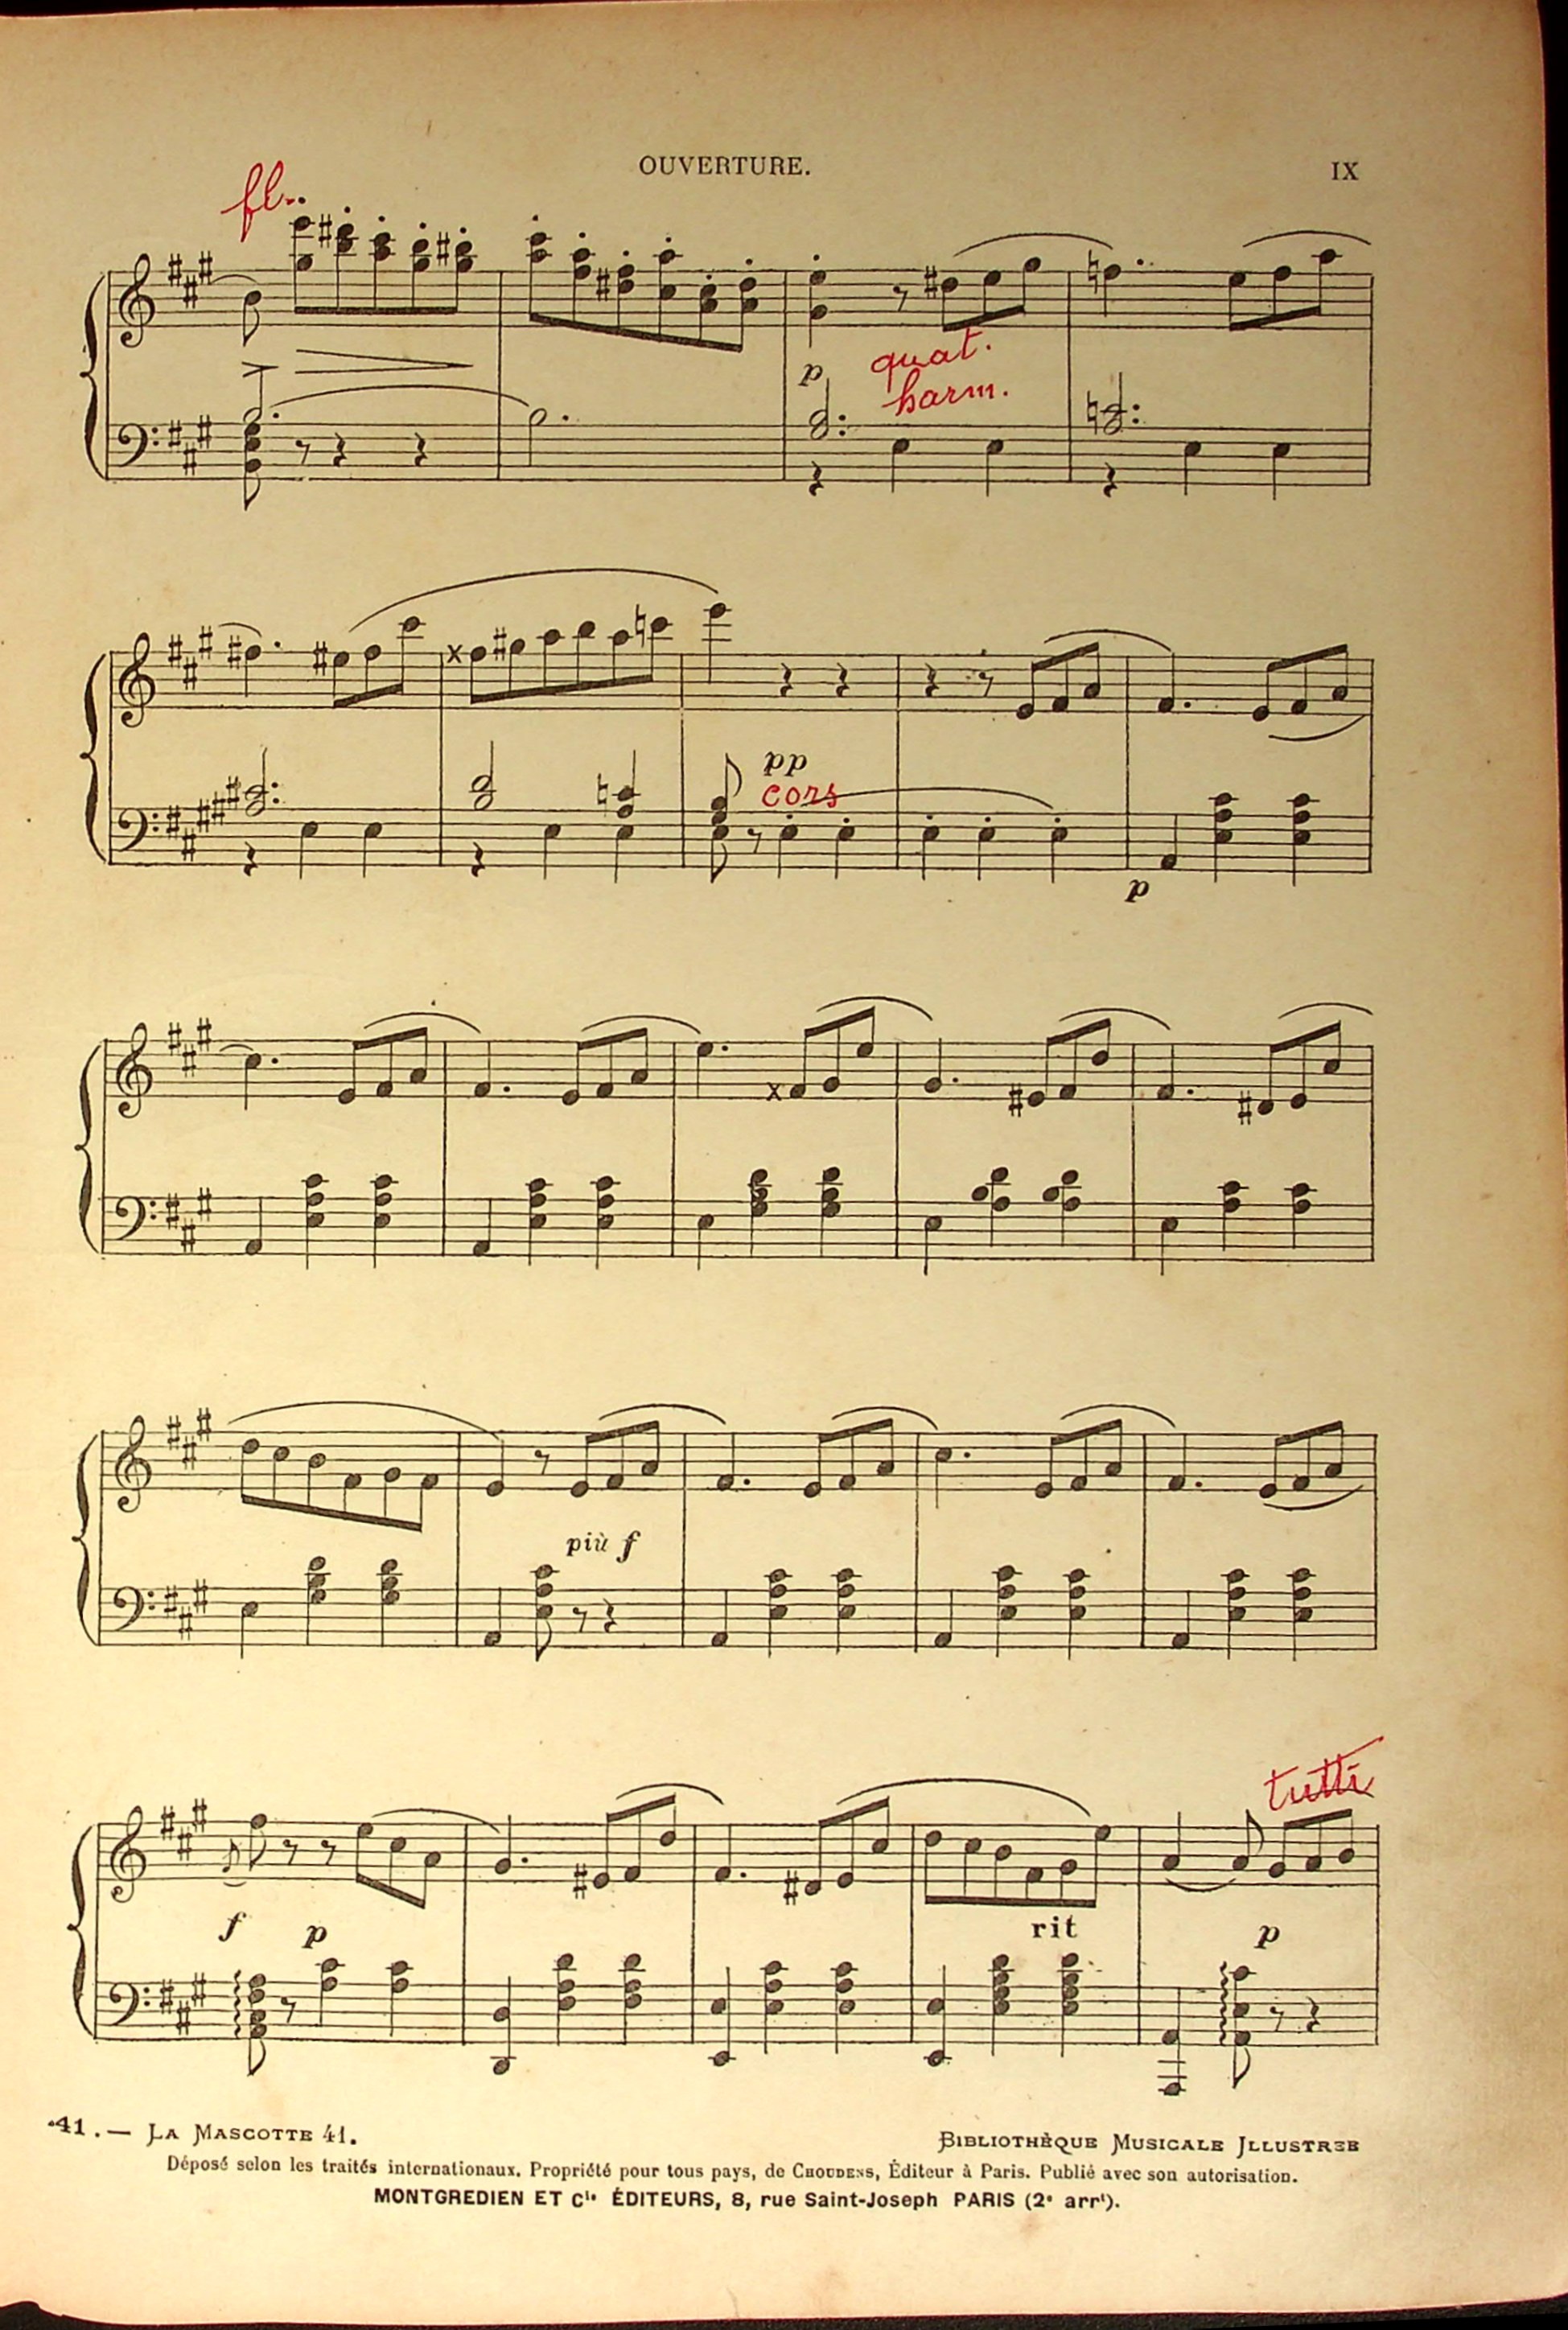 OUVERTURE.
IX
fl.
p
quat.
harm.
pp
cors
p
più f
tutti
f
p
rit
p
41. — LA MASCOTTE 41.
BIBLIOTHÈQUE MUSICALE ILLUSTREE
Déposé selon les traités internationaux. Propriété pour tous pays, de CHOUDENS, Éditeur à Paris. Publié avec son autorisation.
MONTGREDIEN ET Cie ÉDITEURS, 8, rue Saint-Joseph PARIS (2e arrt).